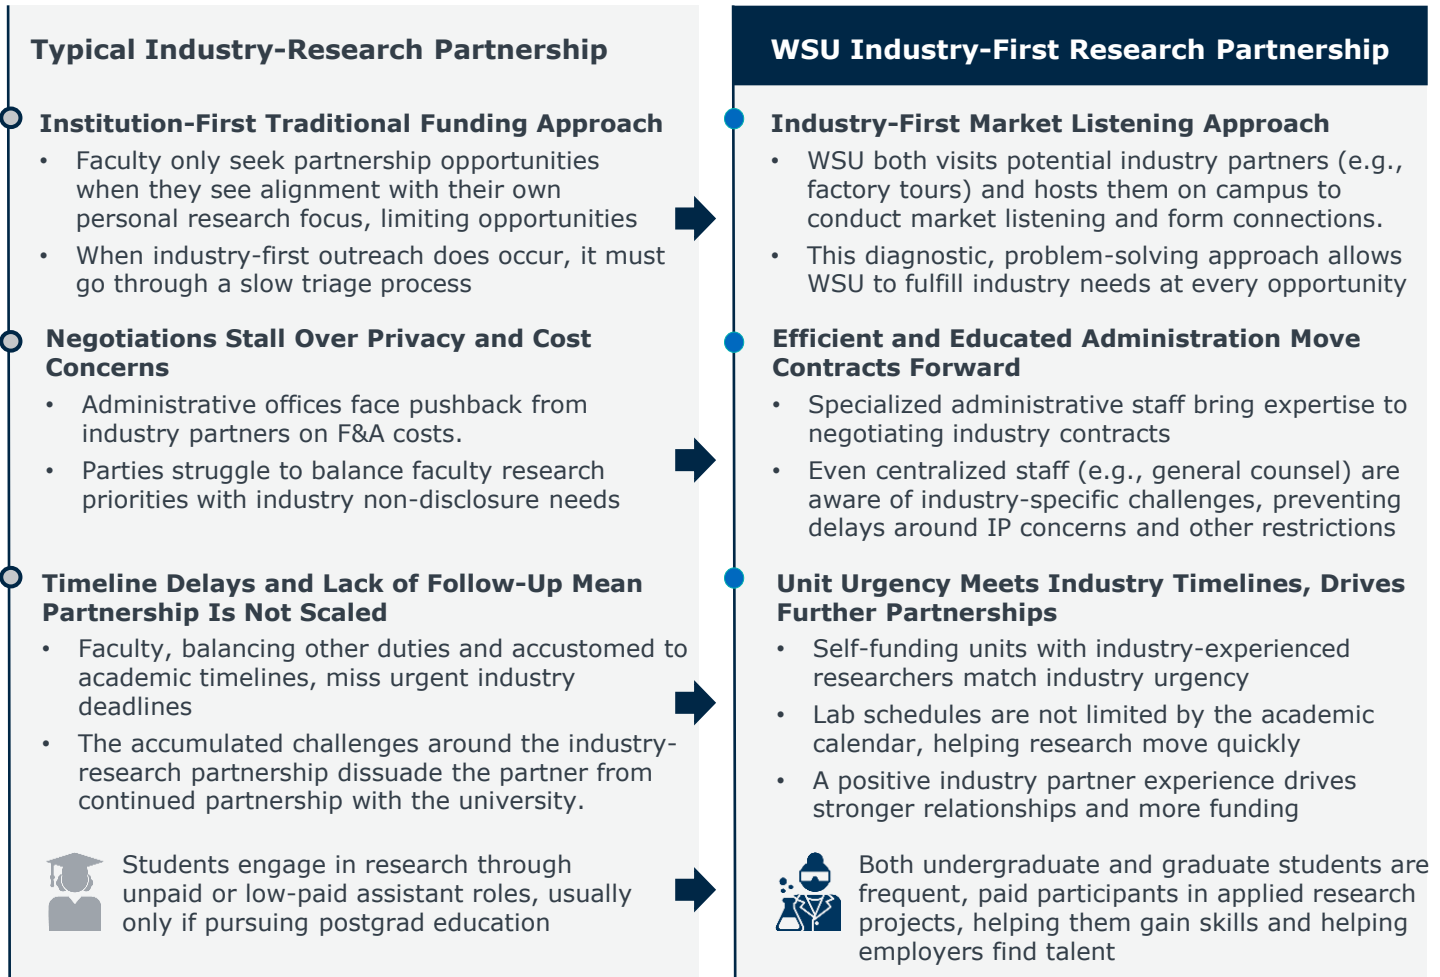 Typical Industry-Research Partnership
Institution-First Traditional Funding Approach
• Faculty only seek partnership opportunities
when they see alignment with their own
personal research focus, limiting opportunities
• When industry-first outreach does occur, it must
go through a slow triage process
Negotiations Stall Over Privacy and Cost
Concerns
• Administrative offices face pushback from
industry partners on F&A costs.
• Parties struggle to balance faculty research
priorities with industry non-disclosure needs
Timeline Delays and Lack of Follow-Up Mean
Partnership Is Not Scaled
• Faculty, balancing other duties and accustomed to
academic timelines, miss urgent industry
deadlines
• The accumulated challenges around the industry-
research partnership dissuade the partner from
continued partnership with the university.
Students engage in research through
unpaid or low-paid assistant roles, usually
only if pursuing postgrad education
WSU Industry-First Research Partnership
Industry-First Market Listening Approach
• WSU both visits potential industry partners (e.g.,
factory tours) and hosts them on campus to
conduct market listening and form connections.
• This diagnostic, problem-solving approach allows
WSU to fulfill industry needs at every opportunity
Efficient and Educated Administration Move
Contracts Forward
• Specialized administrative staff bring expertise to
negotiating industry contracts
• Even centralized staff (e.g., general counsel) are
aware of industry-specific challenges, preventing
delays around IP concerns and other restrictions
Unit Urgency Meets Industry Timelines, Drives
Further Partnerships
• Self-funding units with industry-experienced
researchers match industry urgency
• Lab schedules are not limited by the academic
calendar, helping research move quickly
• A positive industry partner experience drives
stronger relationships and more funding
Both undergraduate and graduate students are
frequent, paid participants in applied research
projects, helping them gain skills and helping
employers find talent